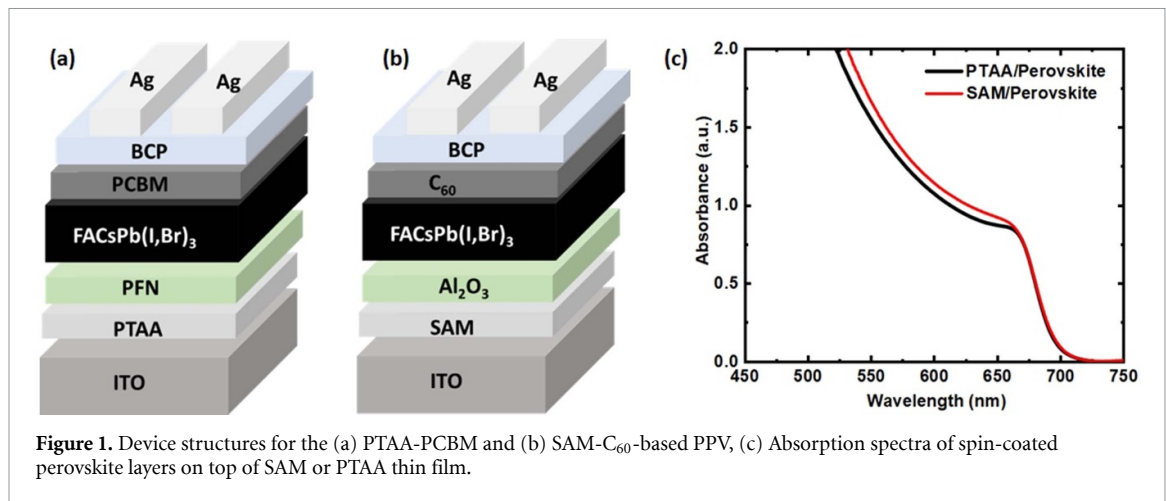 (a)
Ag
Ag
BCP
PCBM
FACsPb(I,Br)₃
PFN
PTAA
ITO
(b)
Ag
Ag
BCP
C₆₀
FACsPb(I,Br)₃
Al₂O₃
SAM
ITO
(c)
PTAA/Perovskite
SAM/Perovskite
Absorbance (a.u.)
2.0
1.5
1.0
0.5
0.0
450 500 550 600 650 700 750
Wavelength (nm)
Figure 1. Device structures for the (a) PTAA-PCBM and (b) SAM-C₆₀-based PPV, (c) Absorption spectra of spin-coated
perovskite layers on top of SAM or PTAA thin film.